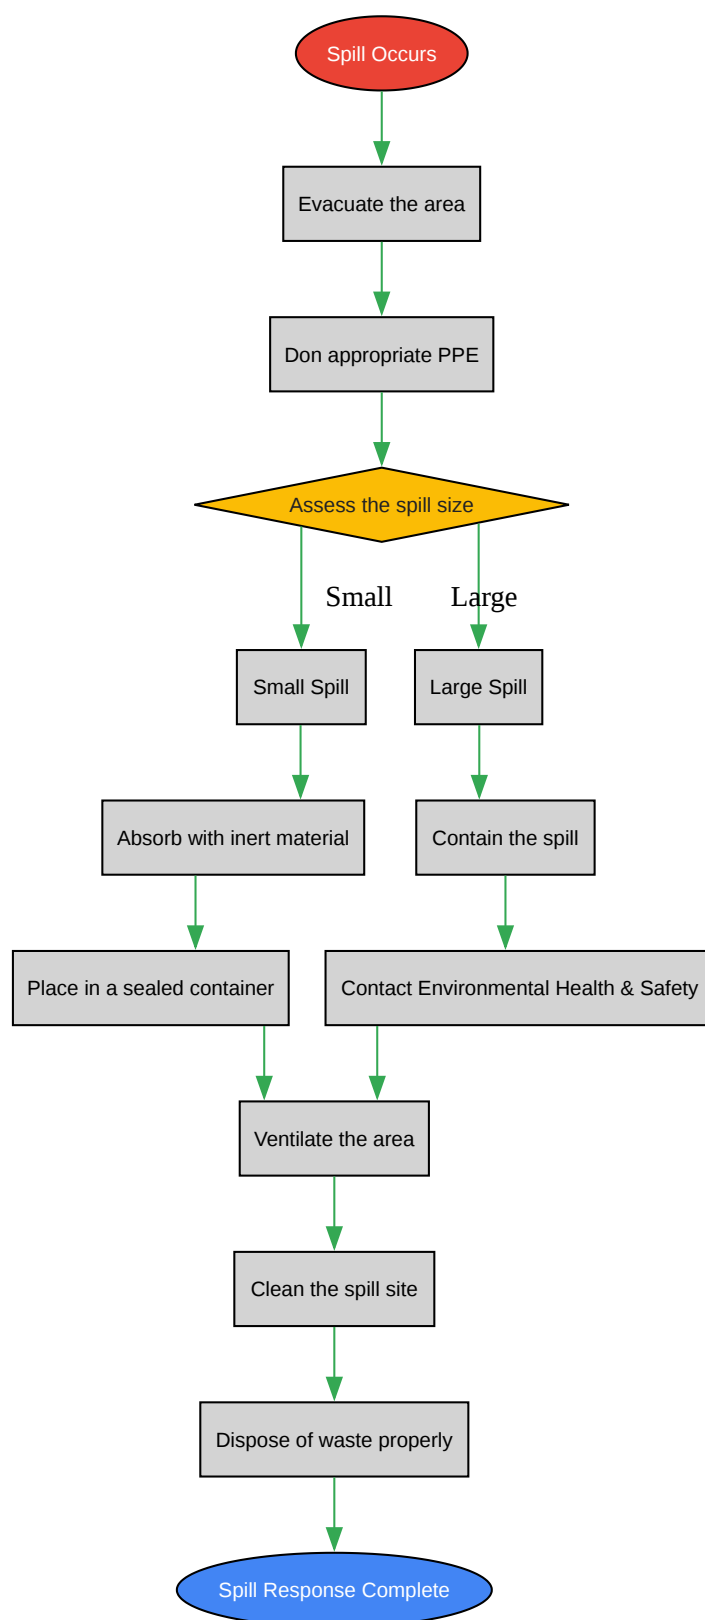 Spill Occurs
Evacuate the area
Don appropriate PPE
Assess the spill size
Small
Large
Small Spill
Large Spill
Absorb with inert material
Contain the spill
Place in a sealed container
Contact Environmental Health & Safety
Ventilate the area
Clean the spill site
Dispose of waste properly
Spill Response Complete